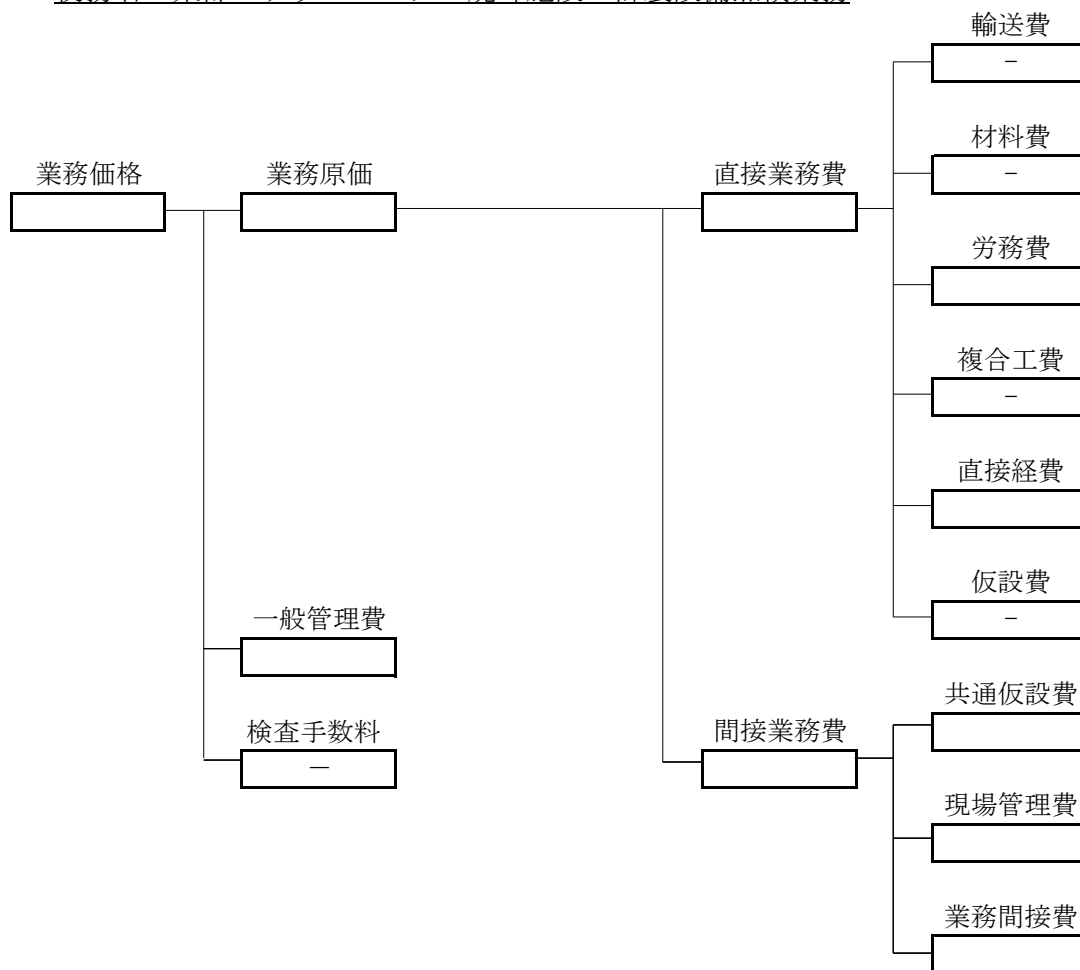 輸送費
－
材料費
－
業務価格 業務原価 直接業務費
労務費
複合工費
－
直接経費
仮設費
－
一般管理費
共通仮設費
検査手数料 間接業務費
－
現場管理費
業務間接費